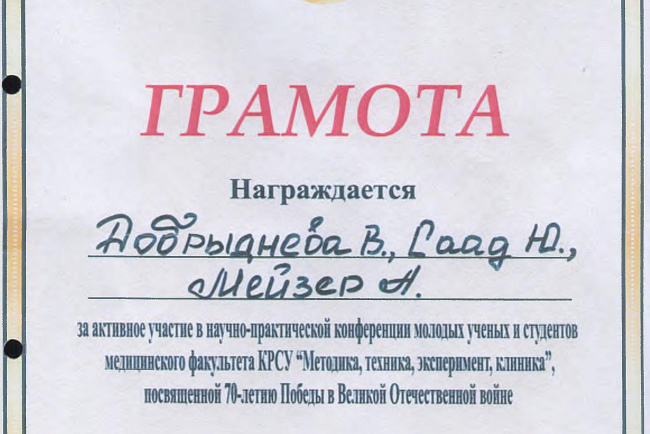 ГРАМОТА
Награждается
Добрыднева В., Саад Ю.,
Мейзер А.
за активное участие в научно-практической конференции молодых ученых и студентов
медицинского факультета КРСУ “Методика, техника, эксперимент, клиника”,
посвященной 70-летию Победы в Великой Отечественной войне